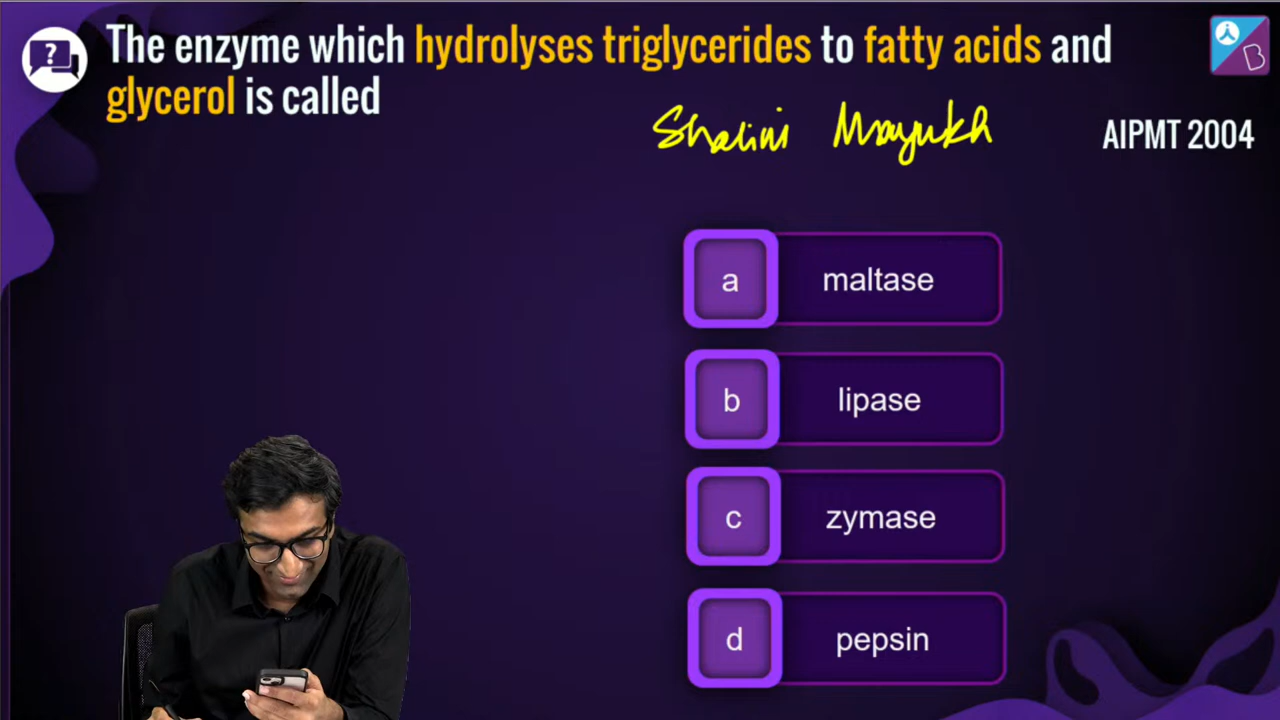 The enzyme which hydrolyses triglycerides to fatty acids and
glycerol is called
Shalini Mayukh
AIPMT 2004
a maltase
b lipase
c zymase
d pepsin
?
B